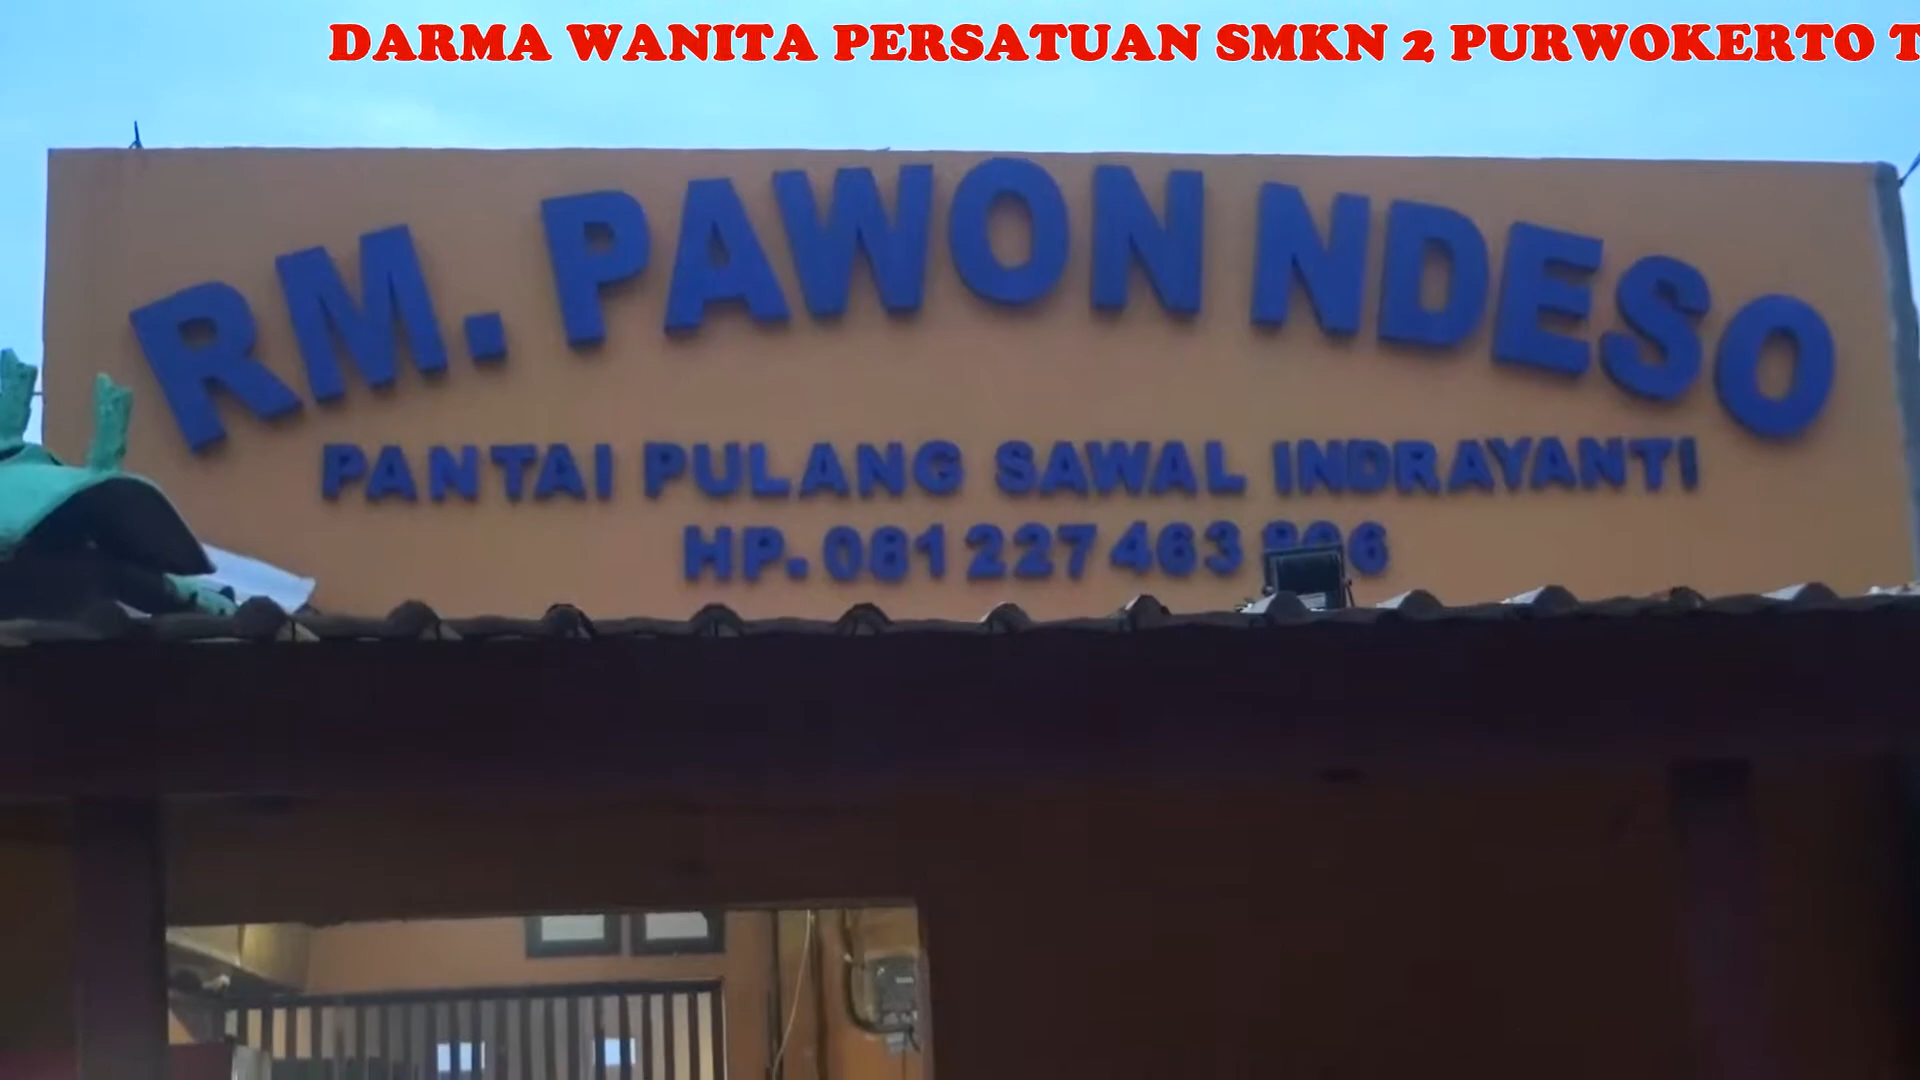 DARMA WANITA PERSATUAN SMKN 2 PURWOKERTO T
RM. PAWON NDESO
PANTAI PULANG SAWAL INDRAYANTI
HP. 081 227 463